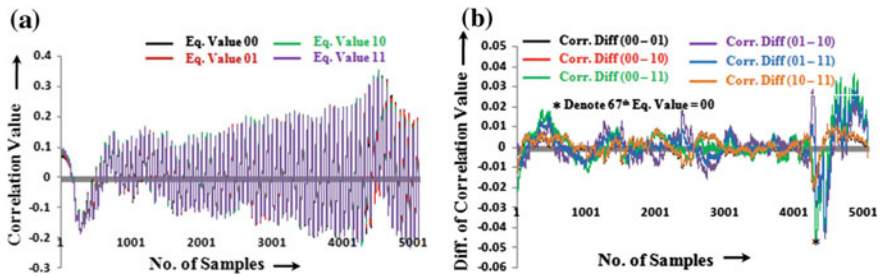 (a)
Correlation Value
Eq. Value 00
Eq. Value 10
Eq. Value 01
Eq. Value 11
0.4
0.3
0.2
0.1
0
-0.1
-0.2
-0.3
1
1001
2001
3001
4001
5001
No. of Samples
(b)
Diff. of Correlation Value
Corr. Diff (00 – 01)
Corr. Diff (01 – 10)
Corr. Diff (00 – 10)
Corr. Diff (01 – 11)
Corr. Diff (00 – 11)
Corr. Diff (10 – 11)
* Denote 67th Eq. Value = 00
0.05
0.04
0.03
0.02
0.01
0
-0.01
-0.02
-0.03
-0.04
-0.05
-0.06
1
1001
2001
3001
4001
5001
*
No. of Samples